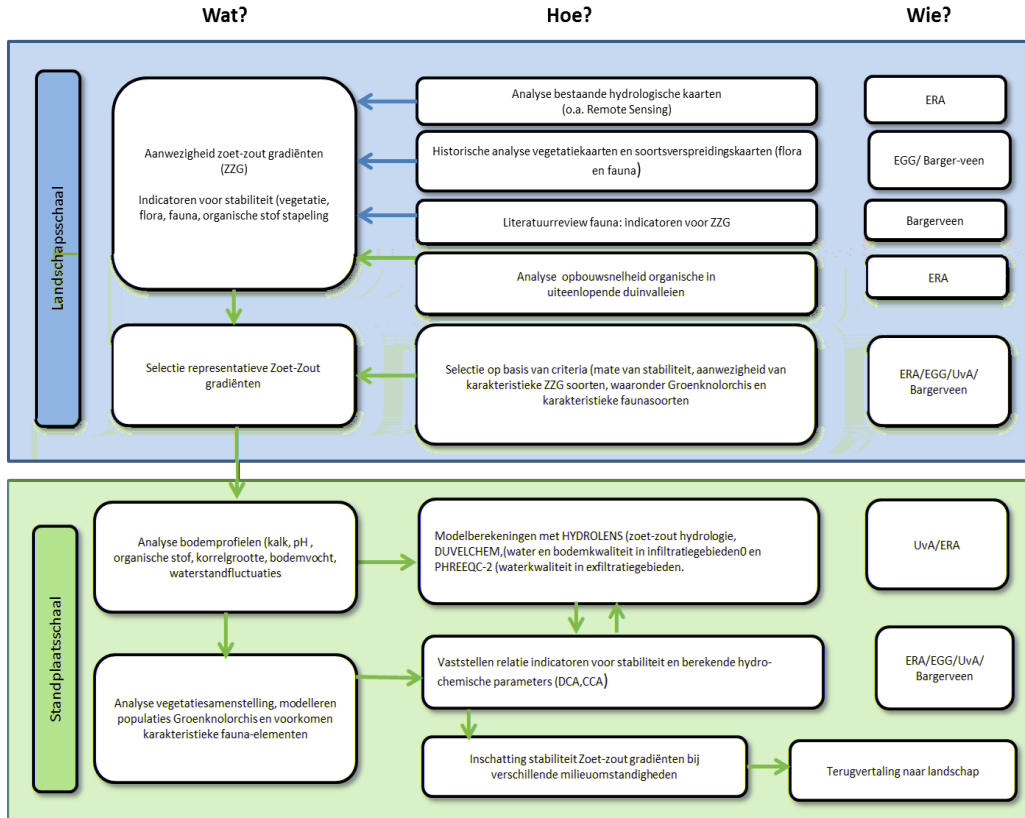 Wat?
Hoe?
Wie?
Landschapsschaal
Aanwezigheid zoet-zout gradiënten
(ZZG)
Indicatoren voor stabiliteit (vegetatie,
flora, fauna, organische stof stapeling
Analyse bestaande hydrologische kaarten
(o.a. Remote Sensing)
ERA
Historische analyse vegetatiekaarten en soortsverspreidingskaarten (flora
en fauna)
EGG/ Barger-veen
Literatuurreview fauna: indicatoren voor ZZG
Bargerveen
Analyse opbouwsnelheid organische in
uiteenlopende duinvalleien
ERA
Selectie representatieve Zoet-Zout
gradiënten
Selectie op basis van criteria (mate van stabiliteit, aanwezigheid van
karakteristieke ZZG soorten, waaronder Groenknolorchis en
karakteristieke faunasoorten
ERA/EGG/UvA/
Bargerveen
Standplaatsschaal
Analyse bodemprofielen (kalk, pH ,
organische stof, korrelgrootte, bodemvocht,
waterstandfluctuaties
Modelberekeningen met HYDROLENS (zoet-zout hydrologie,
DUVELCHEM,(water en bodemkwaliteit in infiltratiegebieden0 en
PHREEQC-2 (waterkwaliteit in exfiltratiegebieden.
UvA/ERA
Analyse vegetatiesamenstelling, modelleren
populaties Groenknolorchis en voorkomen
karakteristieke fauna-elementen
Vaststellen relatie indicatoren voor stabiliteit en berekende hydro-
chemische parameters (DCA,CCA)
ERA/EGG/UvA/
Bargerveen
Inschatting stabiliteit Zoet-zout gradiënten bij
verschillende milieuomstandigheden
Terugvertaling naar landschap